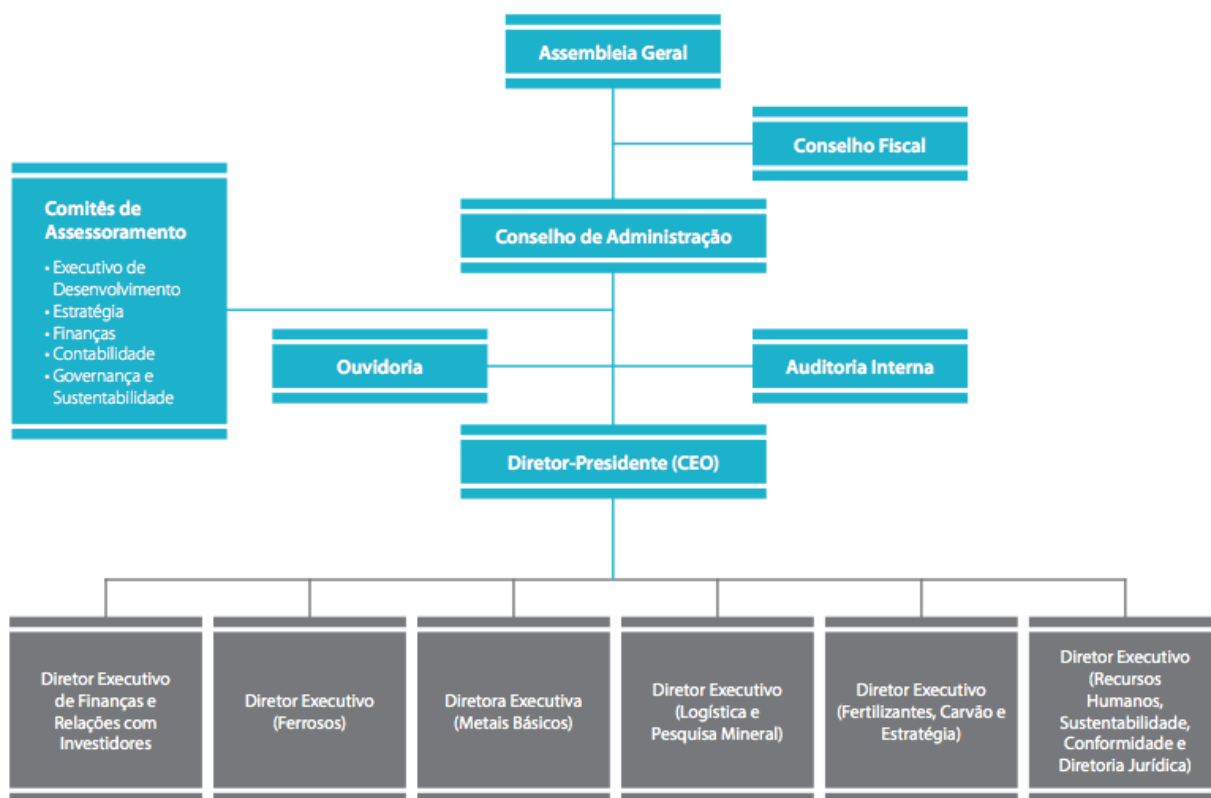 Assembleia Geral
Conselho Fiscal
Comitês de
Assessoramento
• Executivo de
Desenvolvimento
• Estratégia
• Finanças
• Contabilidade
• Governança e
Sustentabilidade
Conselho de Administração
Ouvidoria
Auditoria Interna
Diretor-Presidente (CEO)
Diretor Executivo
de Finanças e
Relações com
Investidores
Diretor Executivo
(Ferrosos)
Diretora Executiva
(Metais Básicos)
Diretor Executivo
(Logística e
Pesquisa Mineral)
Diretor Executivo
(Fertilizantes, Carvão e
Estratégia)
Diretor Executivo
(Recursos
Humanos,
Sustentabilidade,
Conformidade e
Diretoria Jurídica)